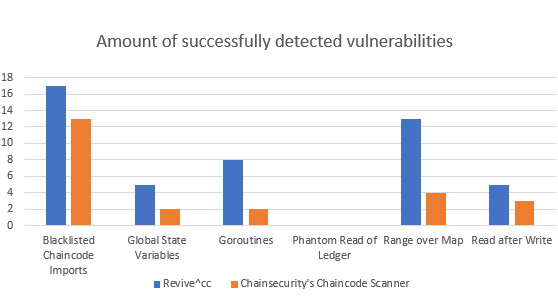 Amount of successfully detected vulnerabilities
18
16
14
12
10
8
6
4
2
0
Blacklisted
Chaincode
Imports
Global State
Variables
Goroutines
Phantom Read of
Ledger
Range over Map
Read after Write
Revive^cc
Chainsecurity's Chaincode Scanner